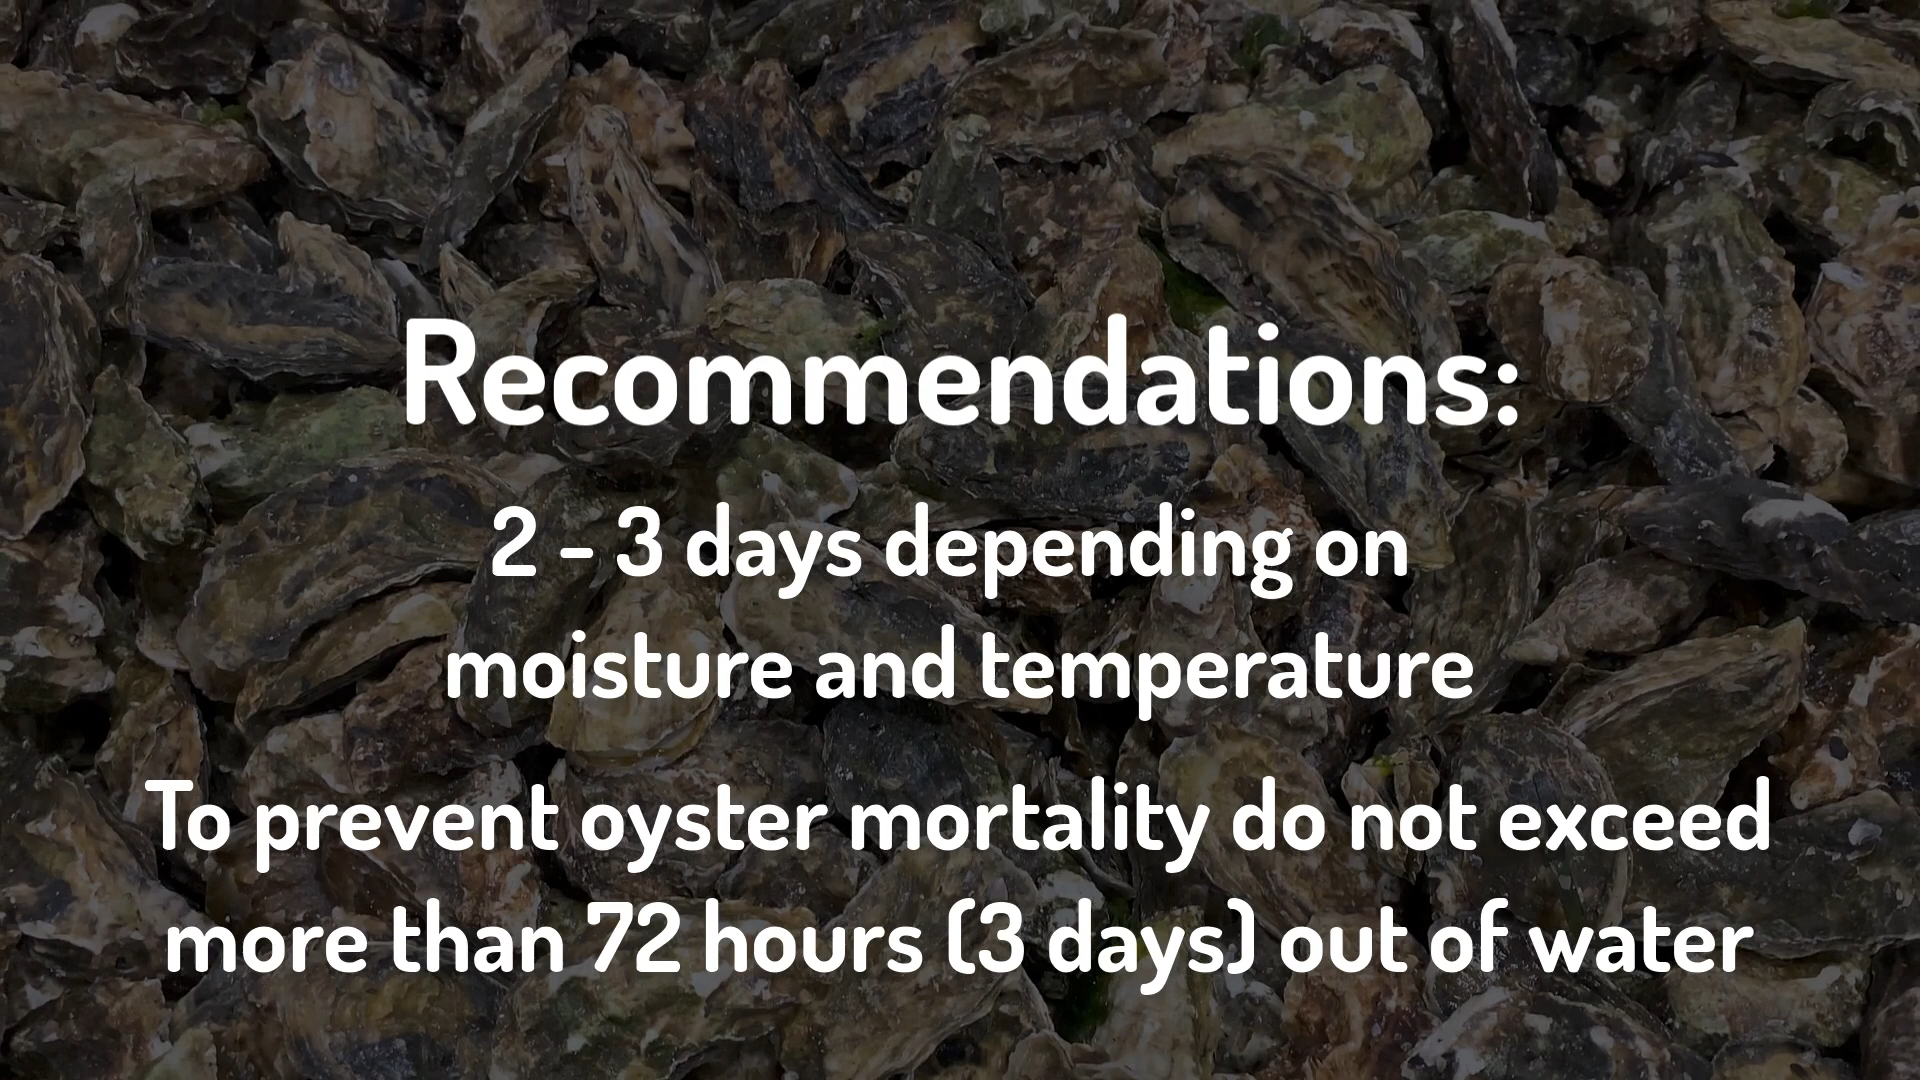 Recommendations:
2 - 3 days depending on
moisture and temperature
To prevent oyster mortality do not exceed
more than 72 hours (3 days) out of water